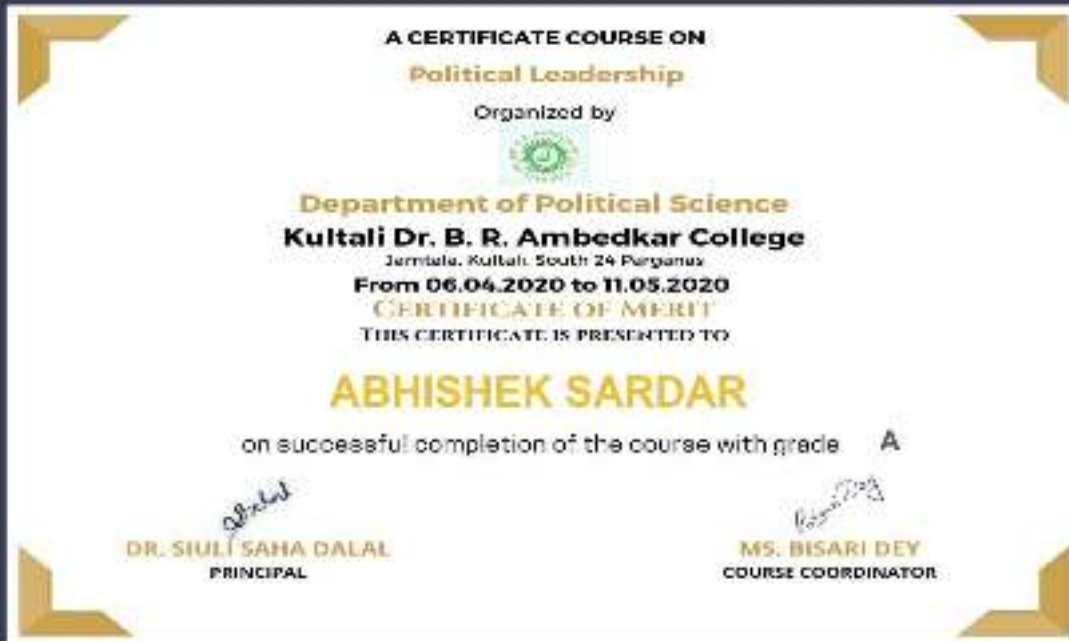 A CERTIFICATE COURSE ON
Political Leadership
Organized by
Department of Political Science
Kultali Dr. B. R. Ambedkar College
Jamtala, Kultali, South 24 Parganas
From 06.04.2020 to 11.05.2020
CERTIFICATE OF MERIT
THIS CERTIFICATE IS PRESENTED TO
ABHISHEK SARDAR
on successful completion of the course with grade A
DR. SIULI SAHA DALAL
PRINCIPAL
MS. BISARI DEY
COURSE COORDINATOR